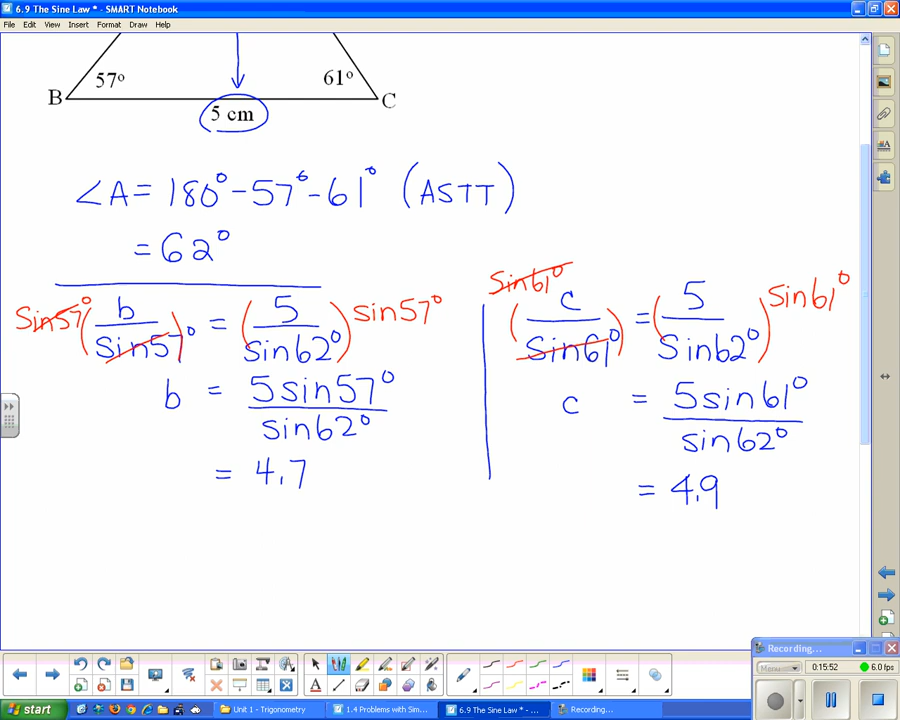 6.9 The Sine Law * - SMART Notebook
File Edit View Insert Format Draw Help
57° 61°
B C
5 cm
∠A = 180° - 57° - 61° (ASTT)
= 62°
Sin57° ( b / Sin57° ) = ( 5 / sin62° ) sin57°
b = 5sin57° / sin62°
= 4.7
Sin61° ( c / Sin61° ) = ( 5 / Sin62° ) Sin61°
c = 5sin61° / sin62°
= 4.9
Recording...
Menu 0:15:52 6.0 fps
start Unit 1 - Trigonometry 1.4 Problems with Sim... 6.9 The Sine Law * - ... Recording...